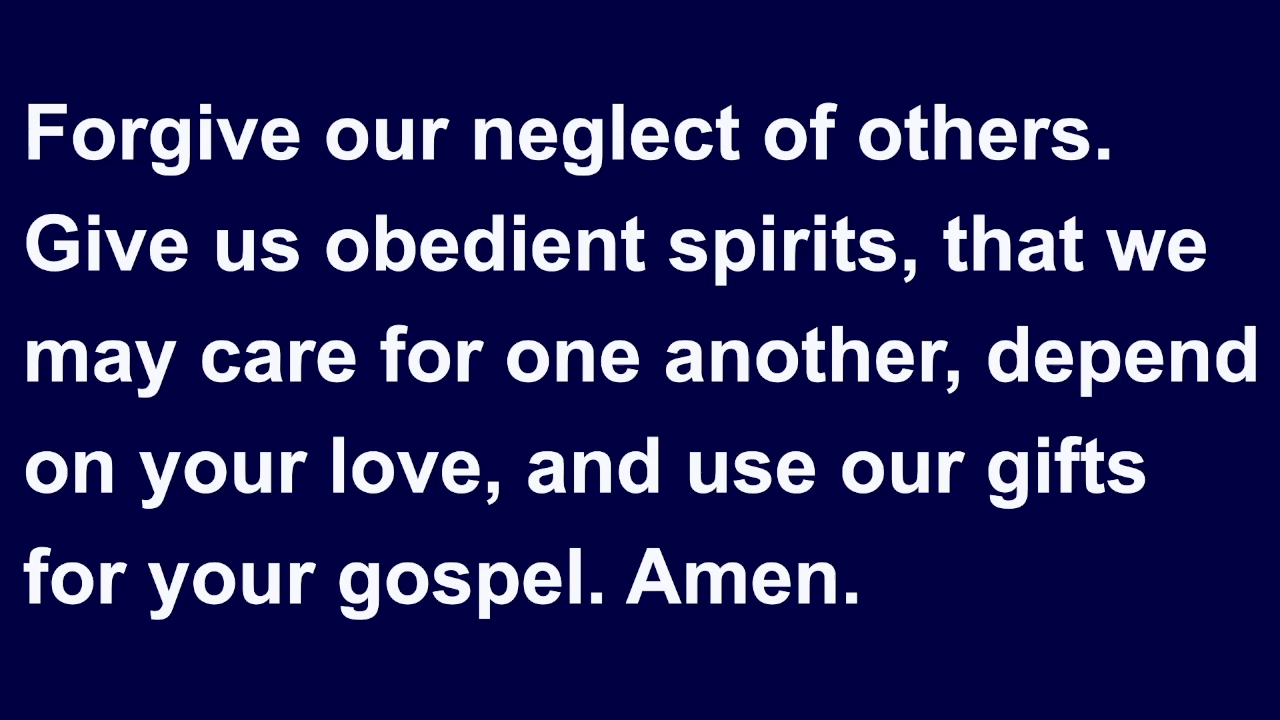 Forgive our neglect of others.
Give us obedient spirits, that we
may care for one another, depend
on your love, and use our gifts
for your gospel. Amen.